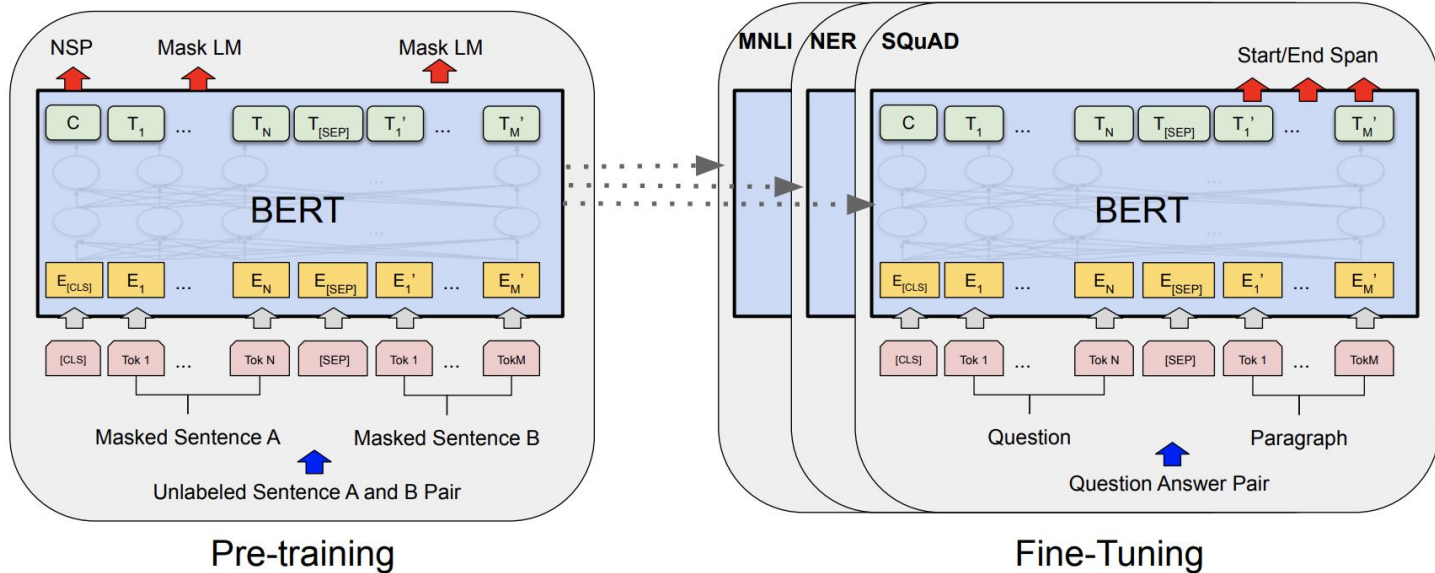 NSP Mask LM Mask LM
C T1 ... TN T[SEP] T1' ... TM'
...
...
BERT
E[CLS] E1 ... EN E[SEP] E1' ... EM'
[CLS] Tok 1 ... Tok N [SEP] Tok 1 ... TokM
Masked Sentence A Masked Sentence B
Unlabeled Sentence A and B Pair
Pre-training
MNLI NER SQuAD
Start/End Span
C T1 ... TN T[SEP] T1' ... TM'
...
...
BERT
E[CLS] E1 ... EN E[SEP] E1' ... EM'
[CLS] Tok 1 ... Tok N [SEP] Tok 1 ... TokM
Question Paragraph
Question Answer Pair
Fine-Tuning